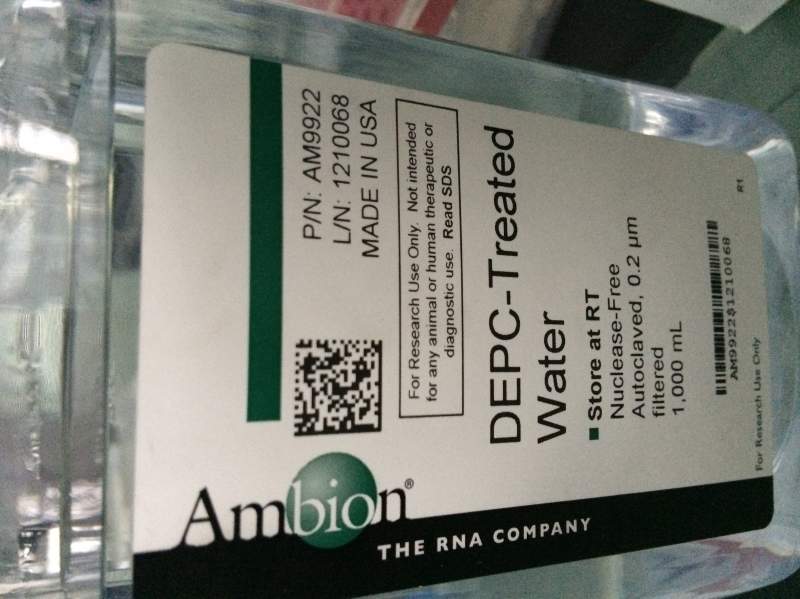 Ambion®
THE RNA COMPANY
P/N: AM9922
L/N: 1210068
MADE IN USA
For Research Use Only. Not intended
for any animal or human therapeutic or
diagnostic use. Read SDS
DEPC-Treated
Water
Store at RT
Nuclease-Free
Autoclaved, 0.2 µm
filtered
1,000 mL
AM9922$1210068
For Research Use Only
R1